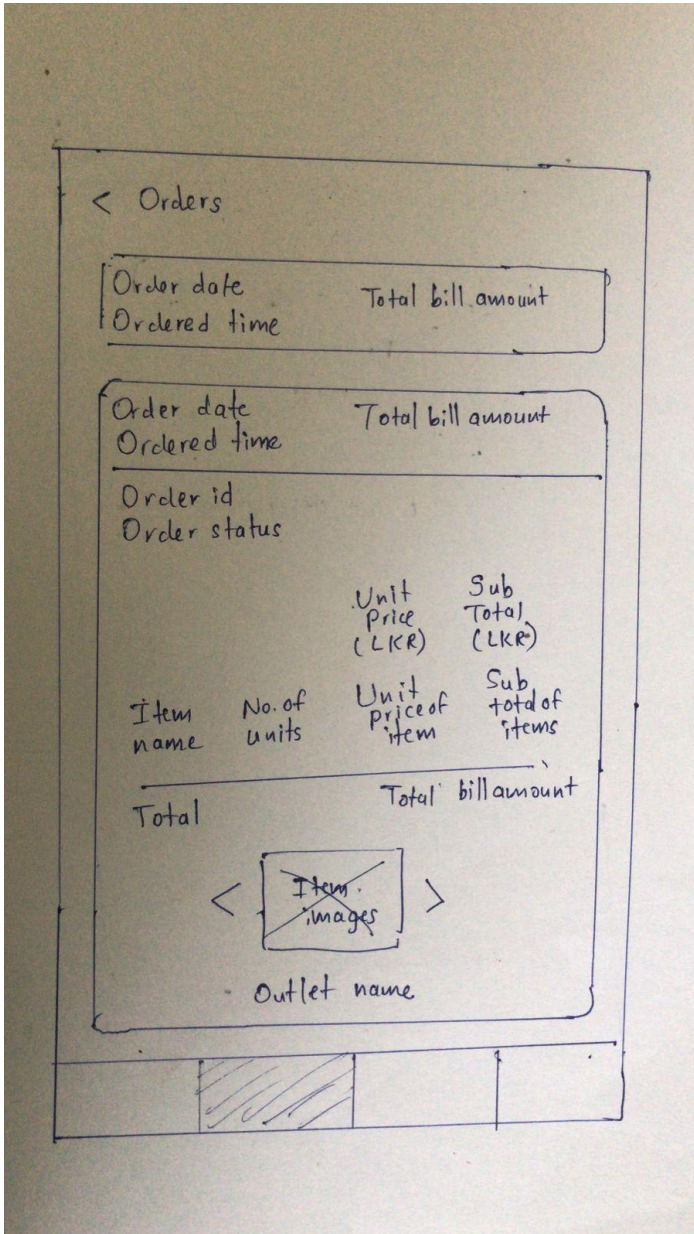 < Orders
Order date
Total bill amount
Ordered time
Order date
Total bill amount
Ordered time
Order id
Order status
Unit Price (LKR)
Sub Total (LKR)
Item name
No. of units
Unit price of item
Sub total of items
Total
Total bill amount
< Item images >
Outlet name